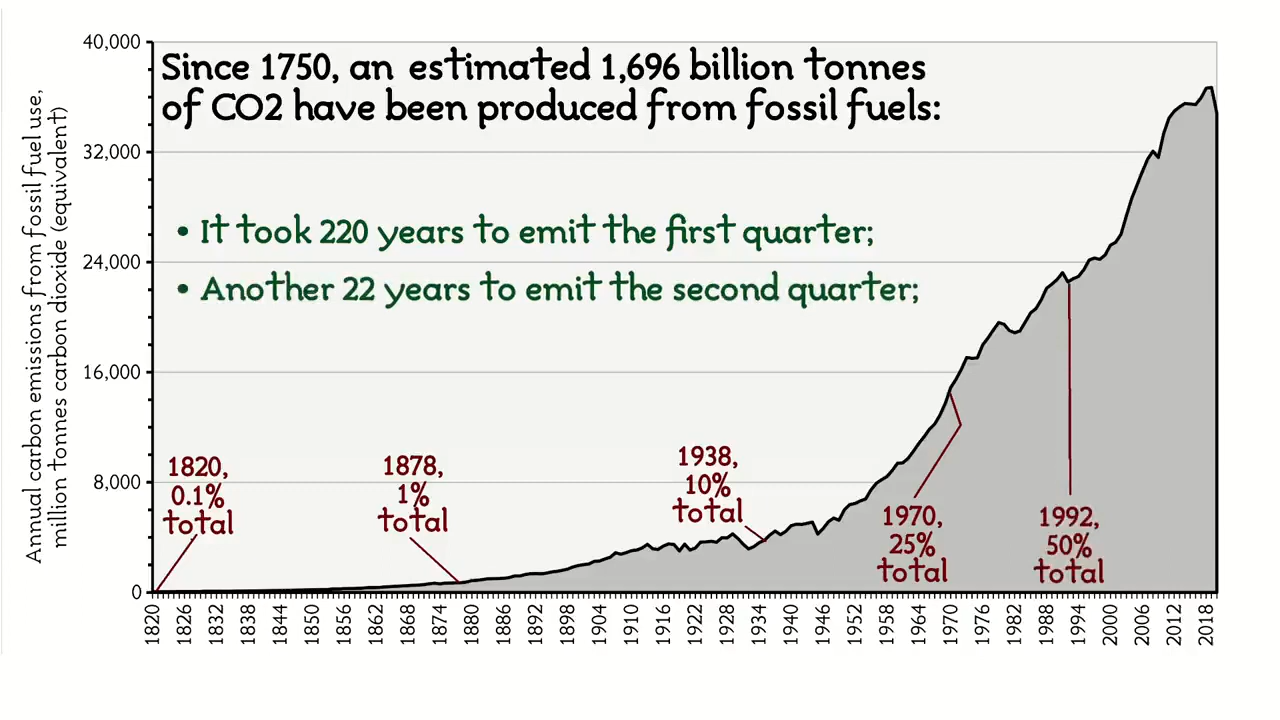 Since 1750, an estimated 1,696 billion tonnes
of CO2 have been produced from fossil fuels:
• It took 220 years to emit the first quarter;
• Another 22 years to emit the second quarter;
Annual carbon emissions from fossil fuel use,
million tonnes carbon dioxide (equivalent)
40,000
32,000
24,000
16,000
8,000
0
1820,
0.1%
total
1878,
1%
total
1938,
10%
total
1970,
25%
total
1992,
50%
total
1820 1826 1832 1838 1844 1850 1856 1862 1868 1874 1880 1886 1892 1898 1904 1910 1916 1922 1928 1934 1940 1946 1952 1958 1964 1970 1976 1982 1988 1994 2000 2006 2012 2018